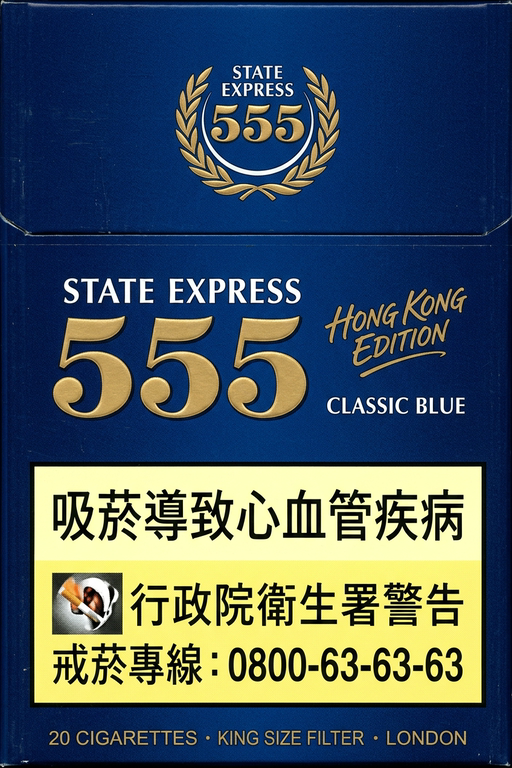 STATE
EXPRESS
555
STATE EXPRESS
555
HONG KONG
EDITION
CLASSIC BLUE
吸菸導致心血管疾病
行政院衛生署警告
戒菸專線：0800-63-63-63
20 CIGARETTES • KING SIZE FILTER • LONDON